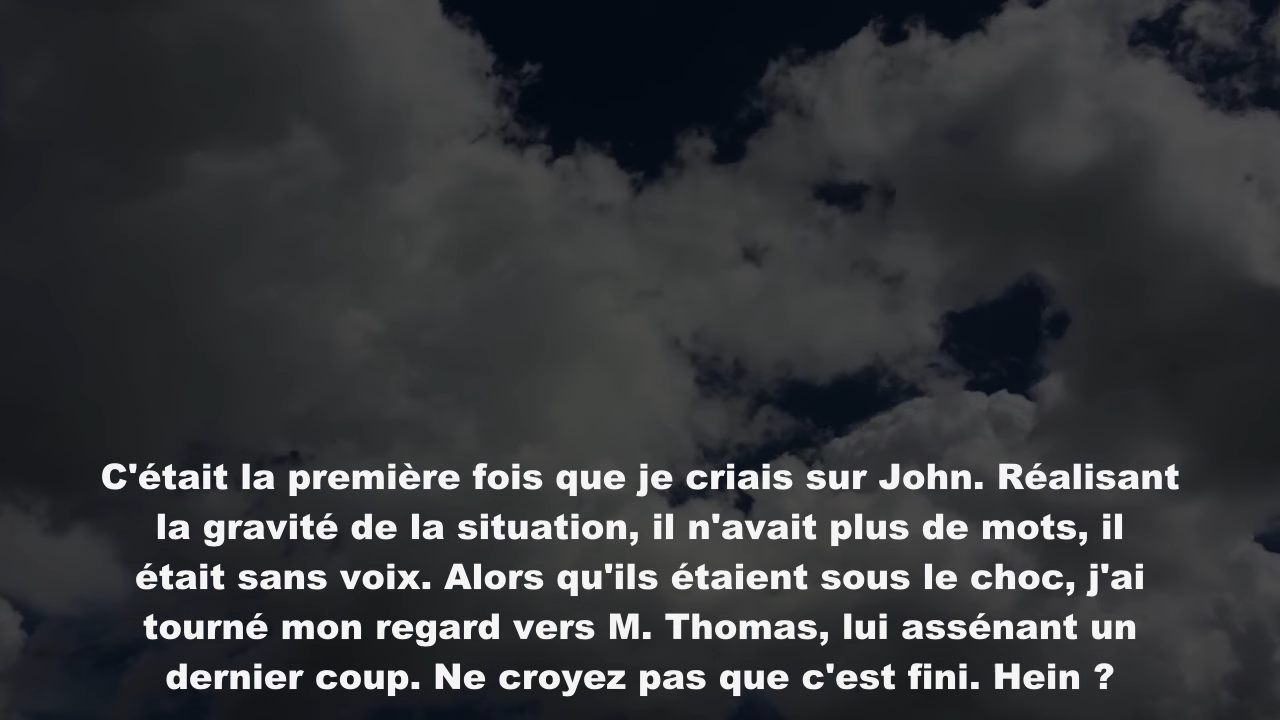 C'était la première fois que je criais sur John. Réalisant
la gravité de la situation, il n'avait plus de mots, il
était sans voix. Alors qu'ils étaient sous le choc, j'ai
tourné mon regard vers M. Thomas, lui assénant un
dernier coup. Ne croyez pas que c'est fini. Hein ?